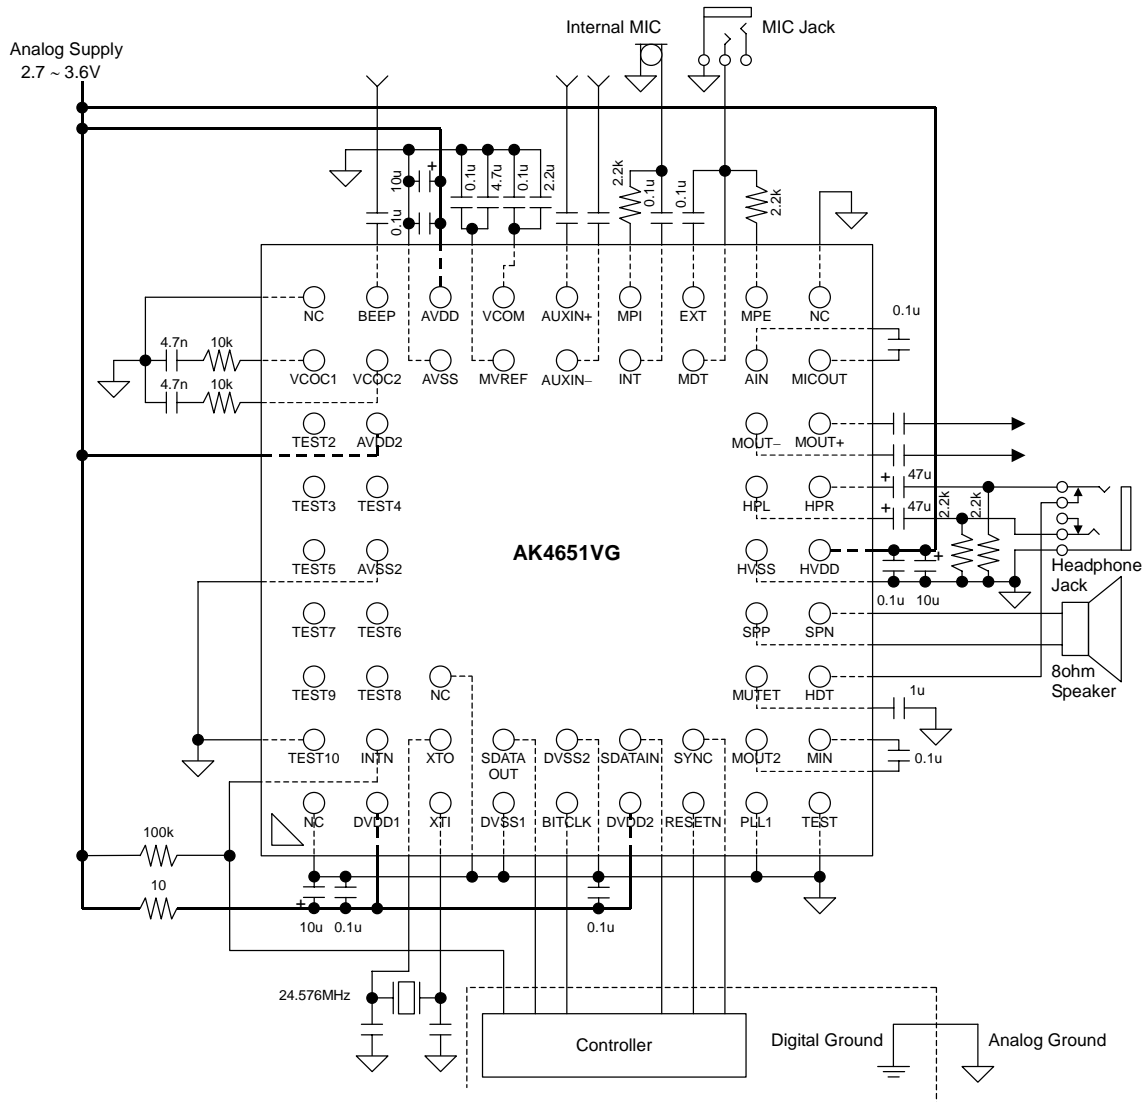 Internal MIC
MIC Jack
Analog Supply
2.7 ~ 3.6V
10u
+
0.1u
4.7u
0.1u
2.2u
2.2k
0.1u
0.1u
2.2k
0.1u
NC
BEEP
AVDD
VCOM
AUXIN+
MPI
EXT
MPE
NC
0.1u
4.7n
10k
VCOC1
VCOC2
AVSS
MVREF
AUXIN−
INT
MDT
AIN
MICOUT
4.7n
10k
TEST2
AVDD2
MOUT−
MOUT+
+
47u
TEST3
TEST4
HPL
HPR
+
47u
2.2k
2.2k
AK4651VG
TEST5
AVSS2
HVSS
HVDD
+
Headphone
Jack
0.1u
10u
TEST7
TEST6
SPP
SPN
8ohm
Speaker
TEST9
TEST8
NC
MUTET
HDT
1u
TEST10
INTN
XTO
SDATA
OUT
DVSS2
SDATAIN
SYNC
MOUT2
MIN
0.1u
NC
DVDD1
XTI
DVSS1
BITCLK
DVDD2
RESETN
PLL1
TEST
100k
10
+
10u
0.1u
0.1u
24.576MHz
Controller
Digital Ground
Analog Ground